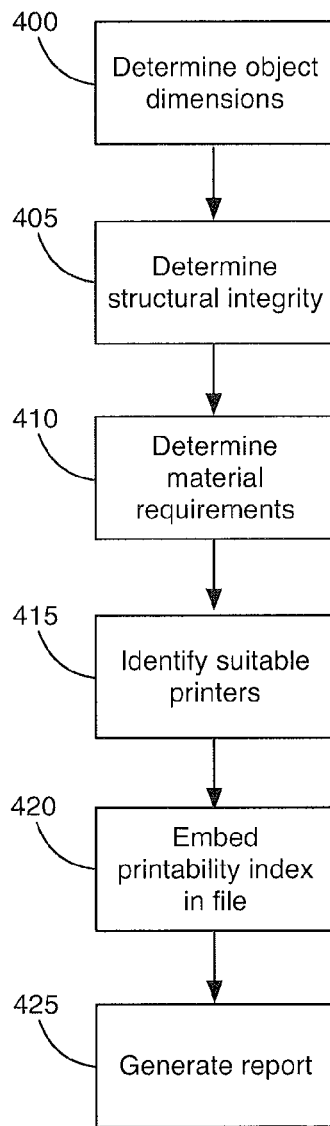 400
Determine object
dimensions
405
Determine
structural integrity
410
Determine
material
requirements
415
Identify suitable
printers
420
Embed
printability index
in file
425
Generate report